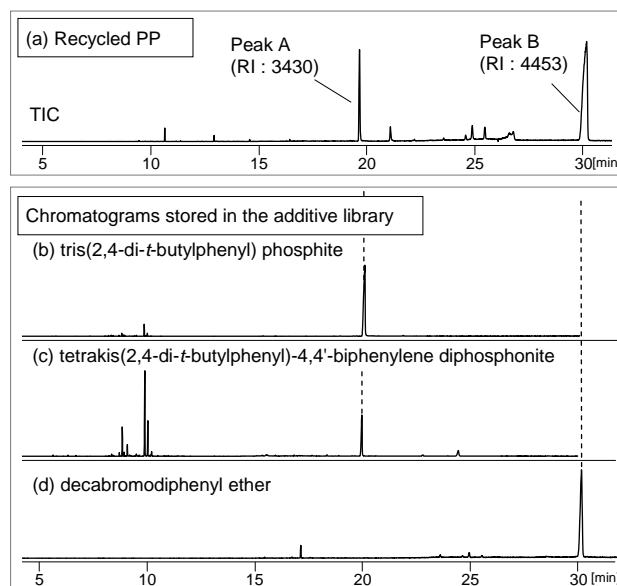 (a) Recycled PP
Peak A
(RI : 3430)
Peak B
(RI : 4453)
TIC
5 10 15 20 25 30 [min]
Chromatograms stored in the additive library
(b) tris(2,4-di-t-butylphenyl) phosphite
(c) tetrakis(2,4-di-t-butylphenyl)-4,4'-biphenylene diphosphonite
(d) decabromodiphenyl ether
5 10 15 20 25 30 [min]